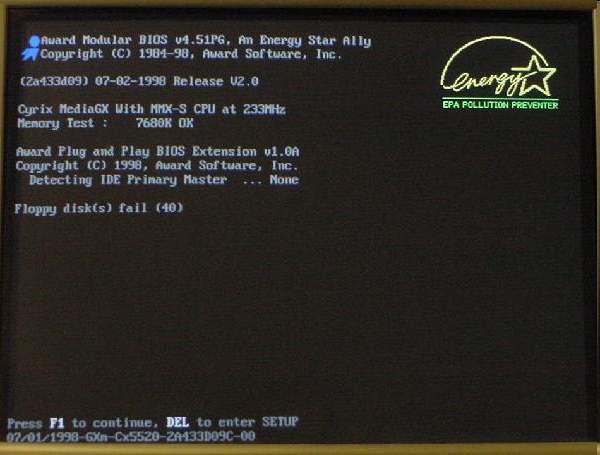 Award Modular BIOS v4.51PG, An Energy Star Ally
Copyright (C) 1984-98, Award Software, Inc.
(2a433d09) 07-02-1998 Release V2.0
energy
EPA POLLUTION PREVENTER
Cyrix MediaGX With MMX-S CPU at 233MHz
Memory Test :    7680K OK
Award Plug and Play BIOS Extension v1.0A
Copyright (C) 1998, Award Software, Inc.
Detecting IDE Primary Master  ... None
Floppy disk(s) fail (40)
Press F1 to continue, DEL to enter SETUP
07/01/1998-GXm-Cx5520-2A433D09C-00